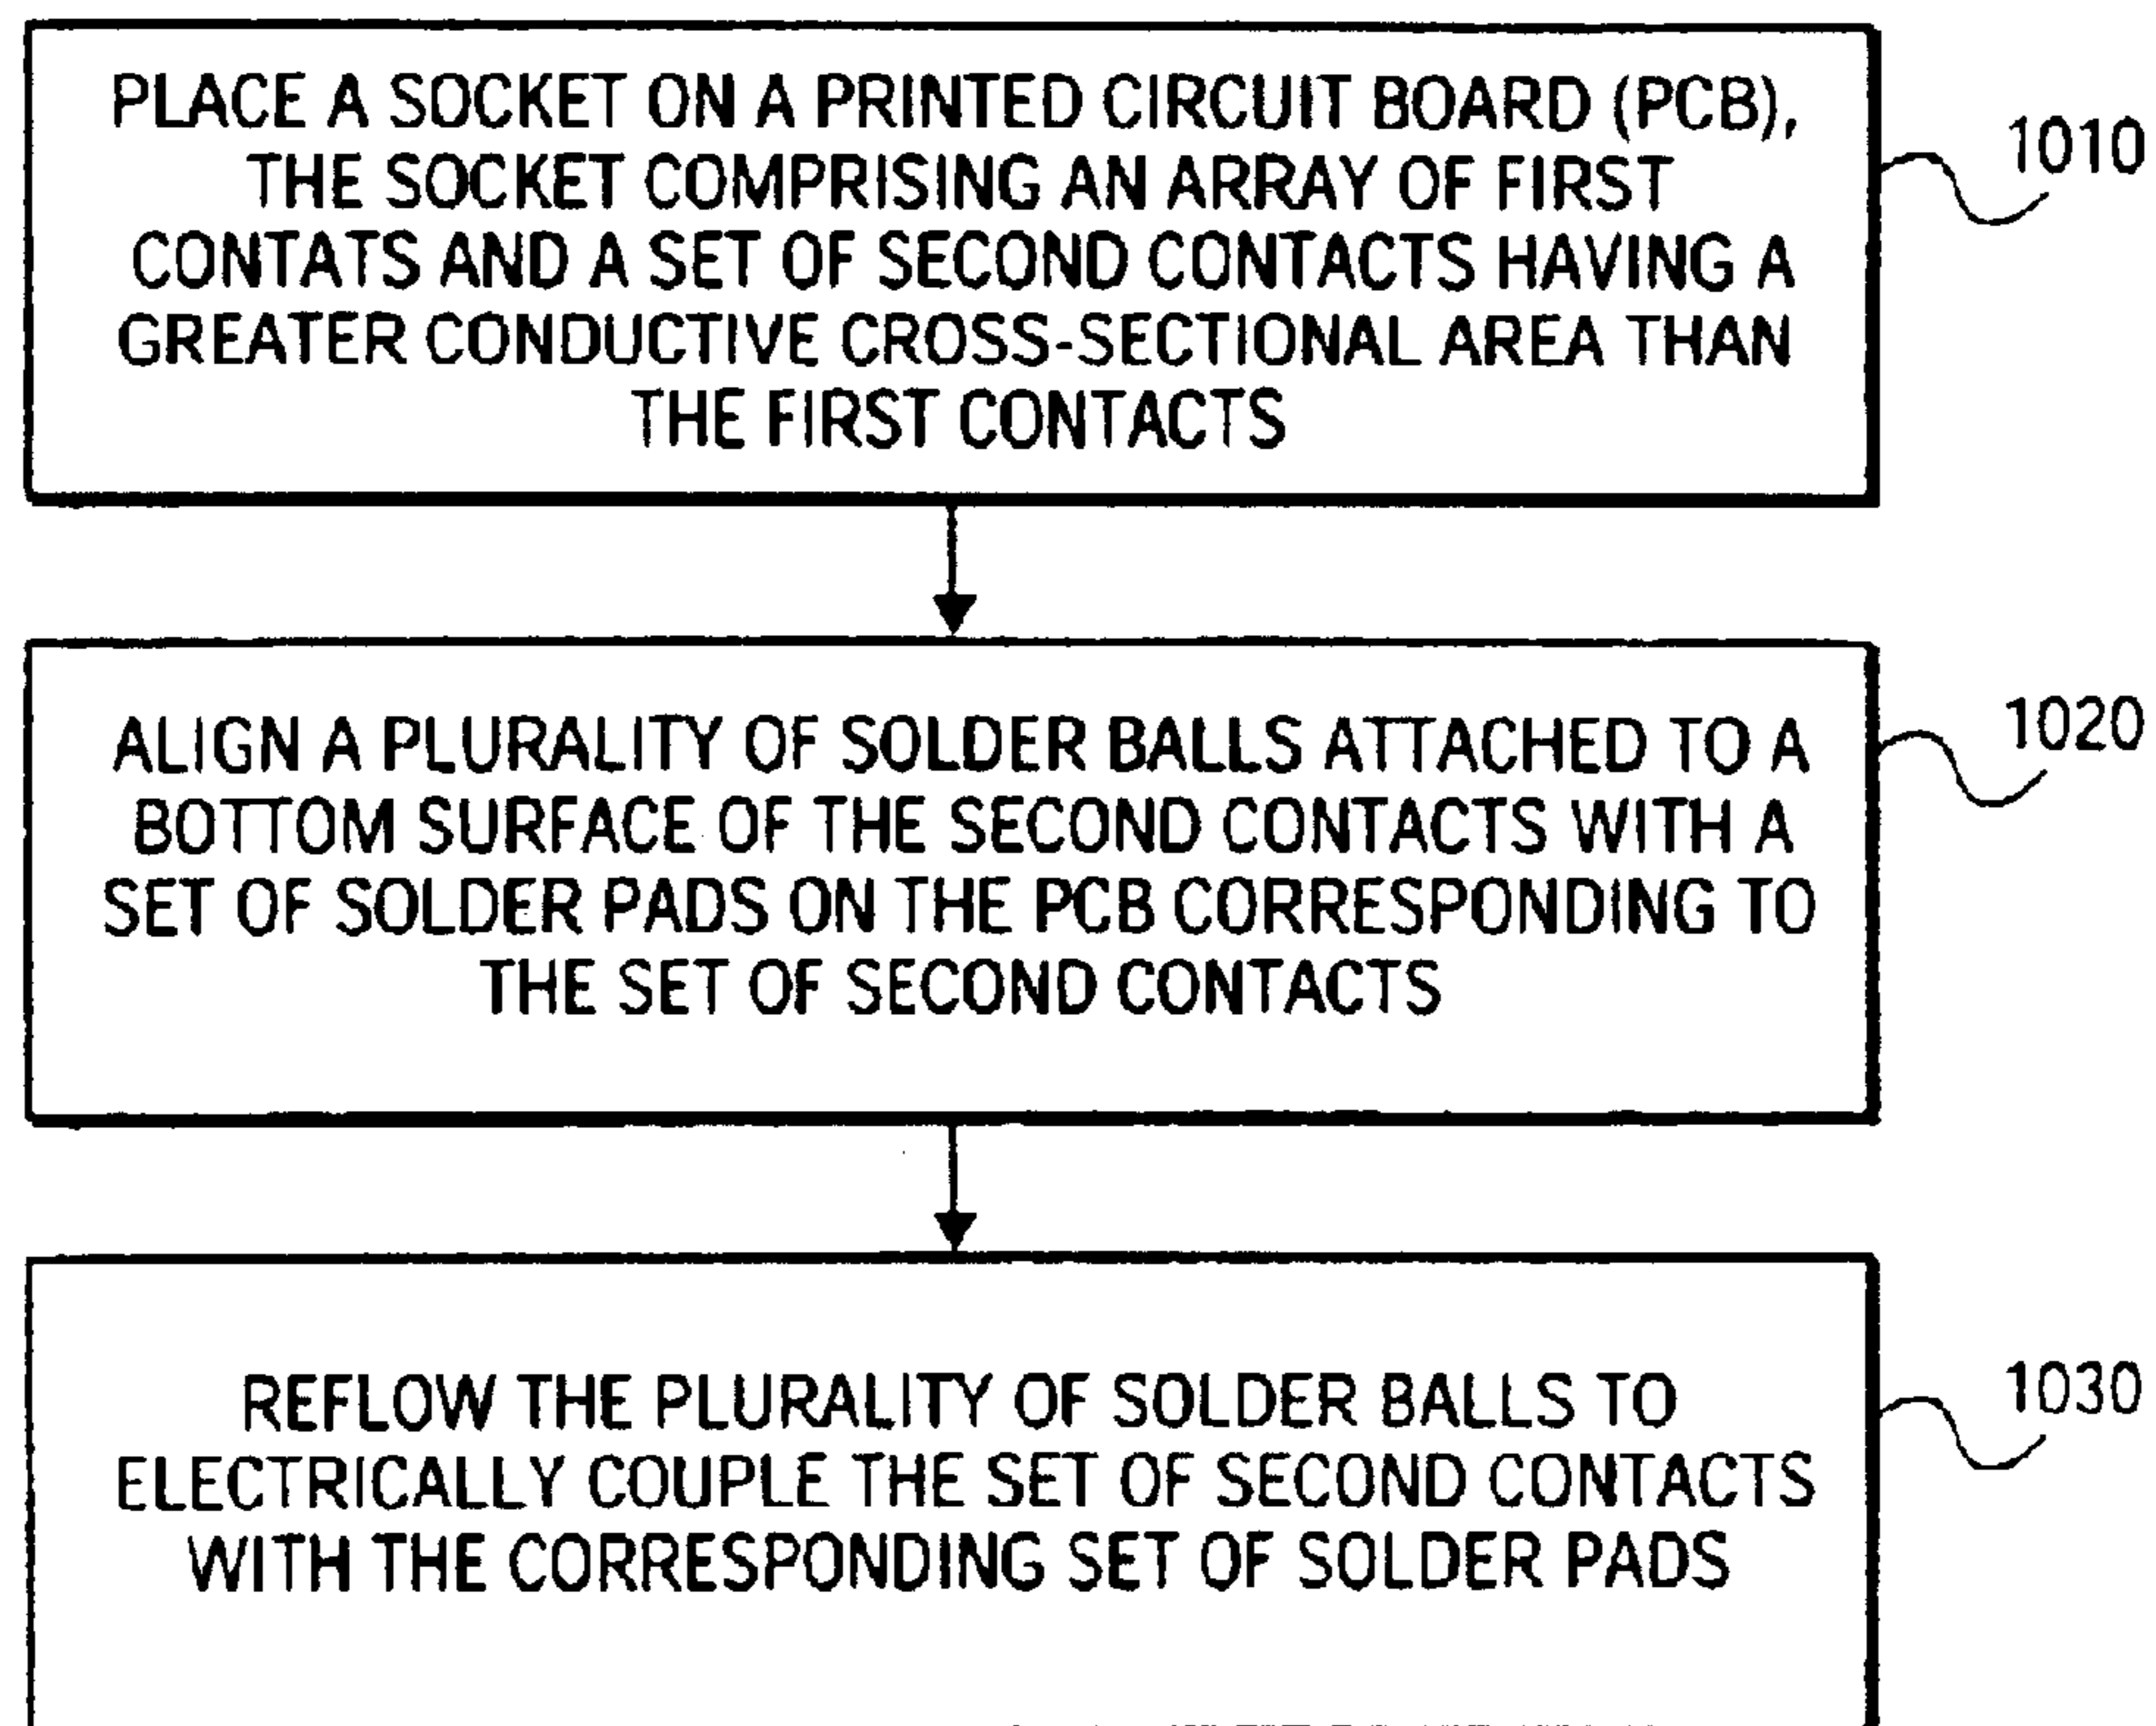 PLACE A SOCKET ON A PRINTED CIRCUIT BOARD (PCB),
THE SOCKET COMPRISING AN ARRAY OF FIRST
CONTATS AND A SET OF SECOND CONTACTS HAVING A
GREATER CONDUCTIVE CROSS-SECTIONAL AREA THAN
THE FIRST CONTACTS
1010
ALIGN A PLURALITY OF SOLDER BALLS ATTACHED TO A
BOTTOM SURFACE OF THE SECOND CONTACTS WITH A
SET OF SOLDER PADS ON THE PCB CORRESPONDING TO
THE SET OF SECOND CONTACTS
1020
REFLOW THE PLURALITY OF SOLDER BALLS TO
ELECTRICALLY COUPLE THE SET OF SECOND CONTACTS
WITH THE CORRESPONDING SET OF SOLDER PADS
1030